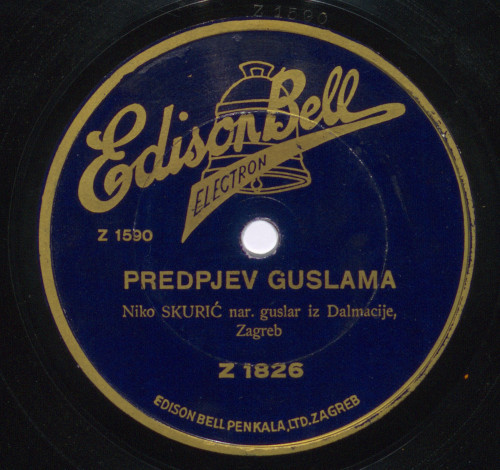 Z 1590
Edison Bell
ELECTRON
Z 1590
PREDPJEV GUSLAMA
Niko SKURIĆ nar. guslar iz Dalmacije,
Zagreb
Z 1826
EDISON BELL PENKALA, LTD. ZAGREB